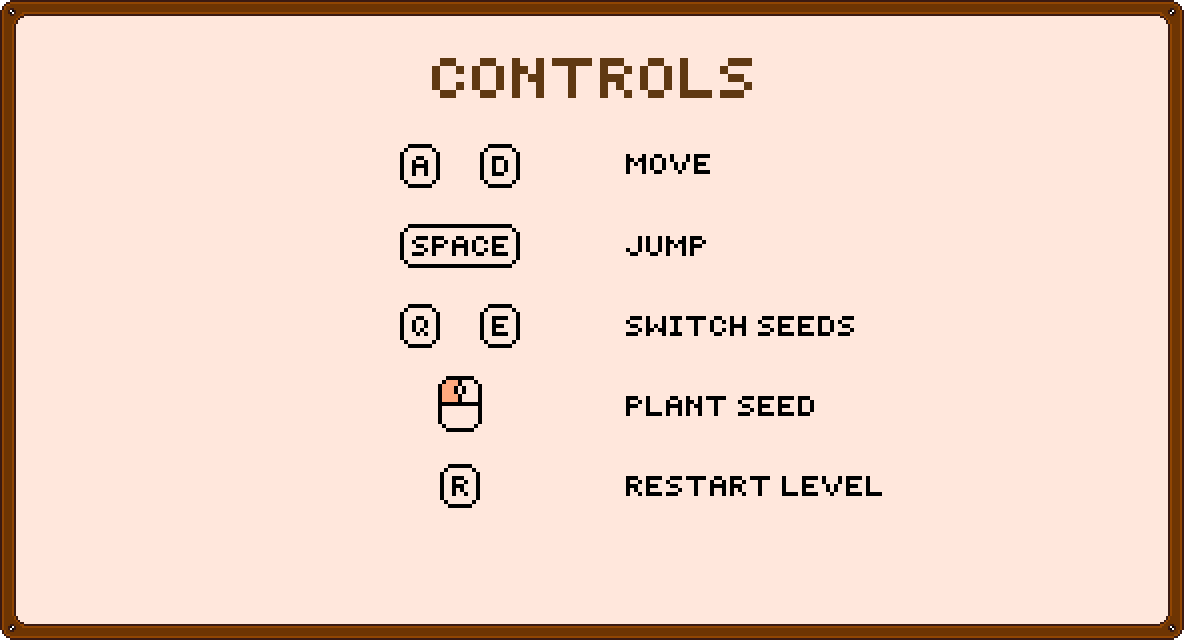 CONTROLS
A D MOVE
SPACE JUMP
Q E SWITCH SEEDS
PLANT SEED
R RESTART LEVEL